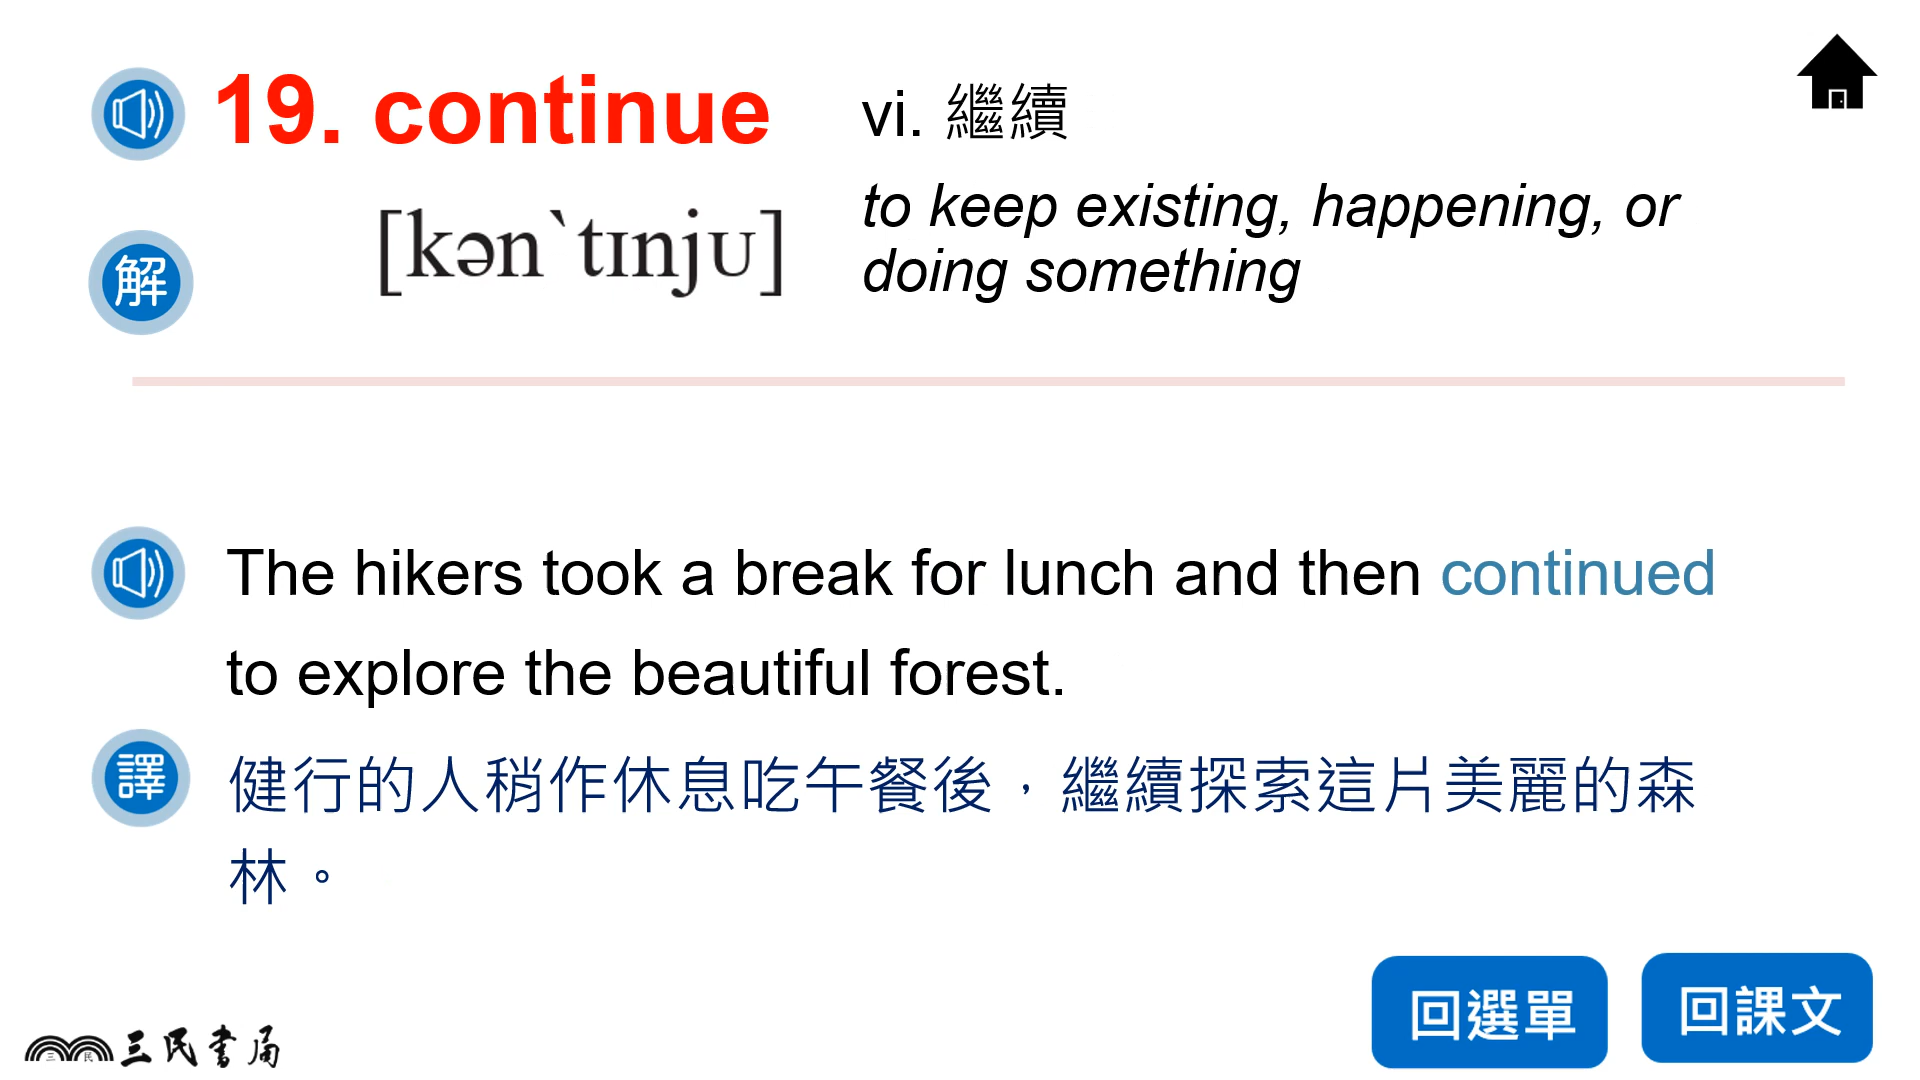 19. continue
vi. 繼續
[kən`tɪnjʊ]
to keep existing, happening, or
doing something
解
The hikers took a break for lunch and then continued
to explore the beautiful forest.
譯
健行的人稍作休息吃午餐後，繼續探索這片美麗的森
林。
回選單
回課文
三民書局